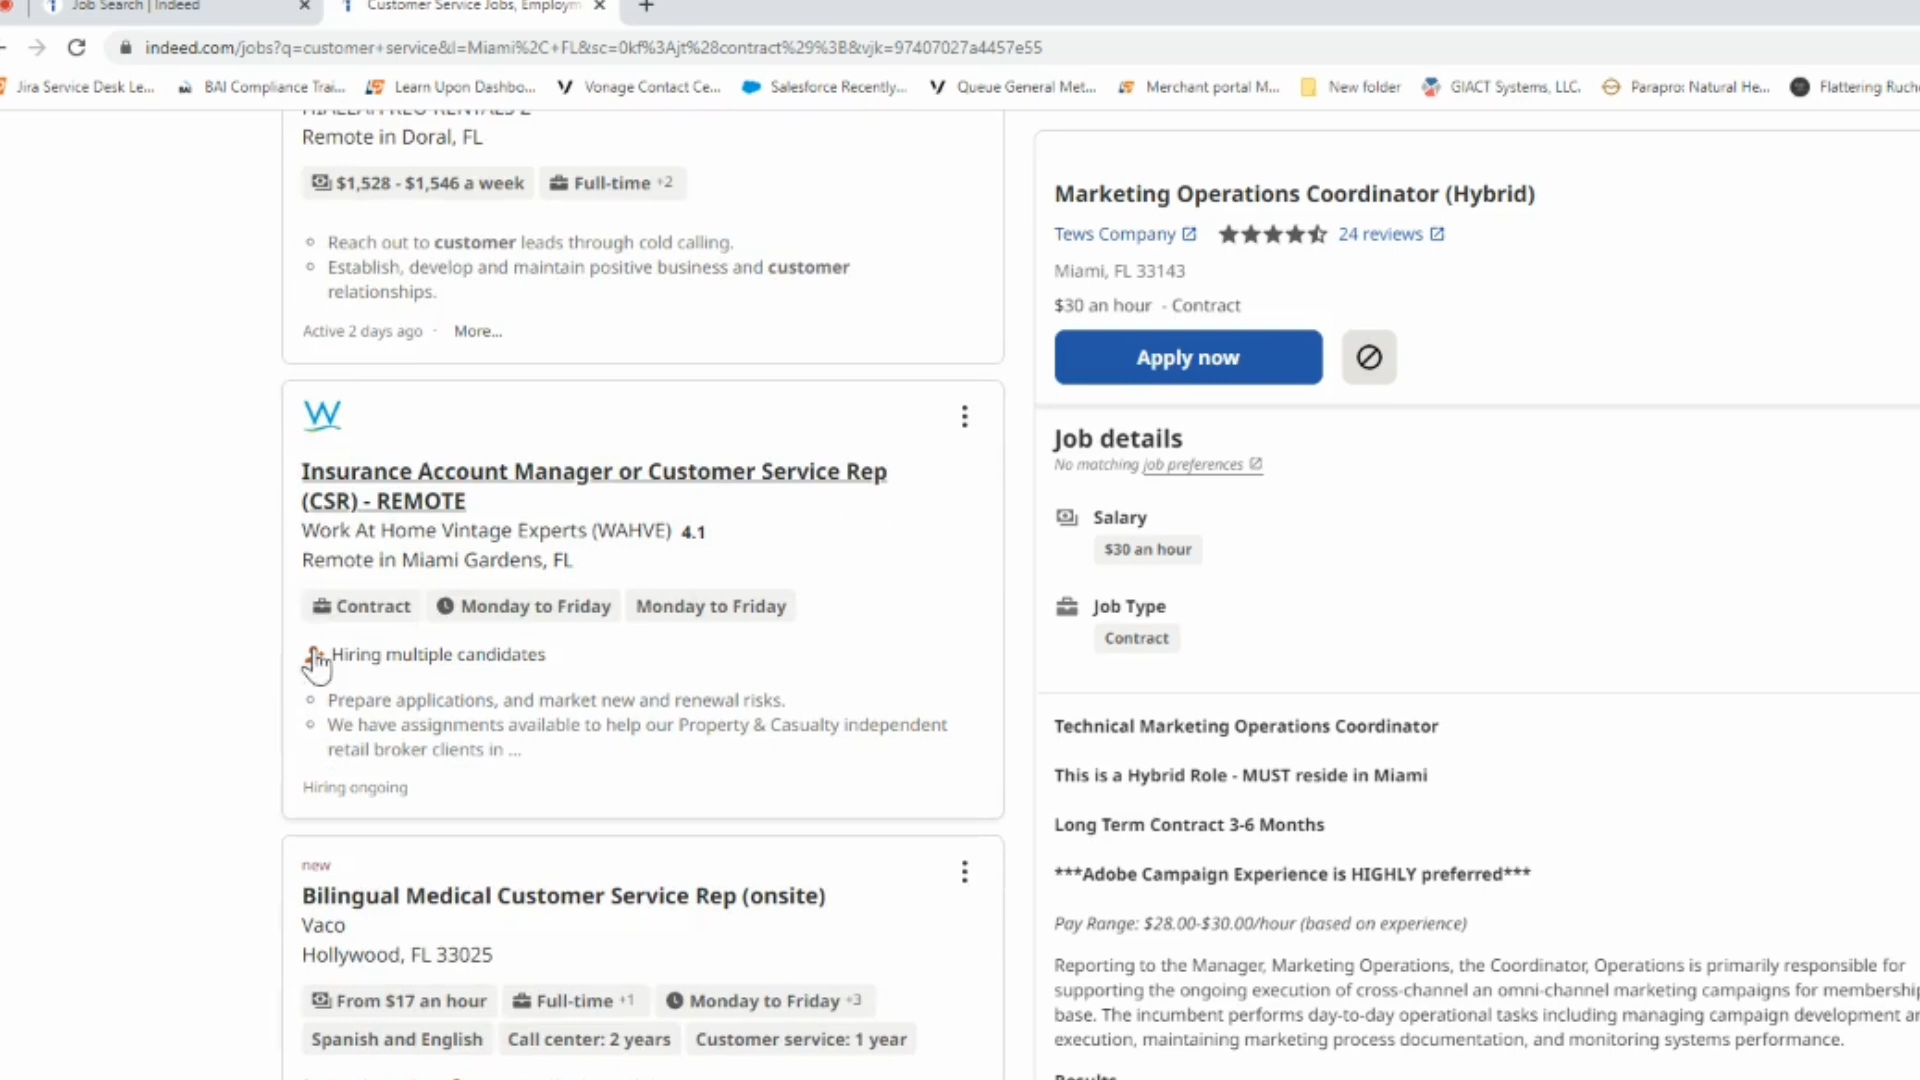 Job Search | Indeed
Customer Service Jobs, Employm
indeed.com/jobs?q=customer+service&l=Miami%2C+FL&sc=0kf%3Ajt%28contract%29%3B&vjk=97407027a4457e55
Jira Service Desk Le...
BAI Compliance Trai...
Learn Upon Dashbo...
Vonage Contact Ce...
Salesforce Recently...
Queue General Met...
Merchant portal M...
New folder
GIACT Systems, LLC.
Parapro: Natural He...
Flattering Ruch
Remote in Doral, FL
$1,528 - $1,546 a week
Full-time +2
Reach out to customer leads through cold calling.
Establish, develop and maintain positive business and customer
relationships.
Active 2 days ago · More...
W
Insurance Account Manager or Customer Service Rep
(CSR) - REMOTE
Work At Home Vintage Experts (WAHVE) 4.1
Remote in Miami Gardens, FL
Contract
Monday to Friday
Monday to Friday
Hiring multiple candidates
Prepare applications, and market new and renewal risks.
We have assignments available to help our Property & Casualty independent
retail broker clients in ...
Hiring ongoing
new
Bilingual Medical Customer Service Rep (onsite)
Vaco
Hollywood, FL 33025
From $17 an hour
Full-time +1
Monday to Friday +3
Spanish and English
Call center: 2 years
Customer service: 1 year
Marketing Operations Coordinator (Hybrid)
Tews Company
24 reviews
Miami, FL 33143
$30 an hour - Contract
Apply now
Job details
No matching job preferences
Salary
$30 an hour
Job Type
Contract
Technical Marketing Operations Coordinator
This is a Hybrid Role - MUST reside in Miami
Long Term Contract 3-6 Months
***Adobe Campaign Experience is HIGHLY preferred***
Pay Range: $28.00-$30.00/hour (based on experience)
Reporting to the Manager, Marketing Operations, the Coordinator, Operations is primarily responsible for
supporting the ongoing execution of cross-channel an omni-channel marketing campaigns for membership
base. The incumbent performs day-to-day operational tasks including managing campaign development an
execution, maintaining marketing process documentation, and monitoring systems performance.